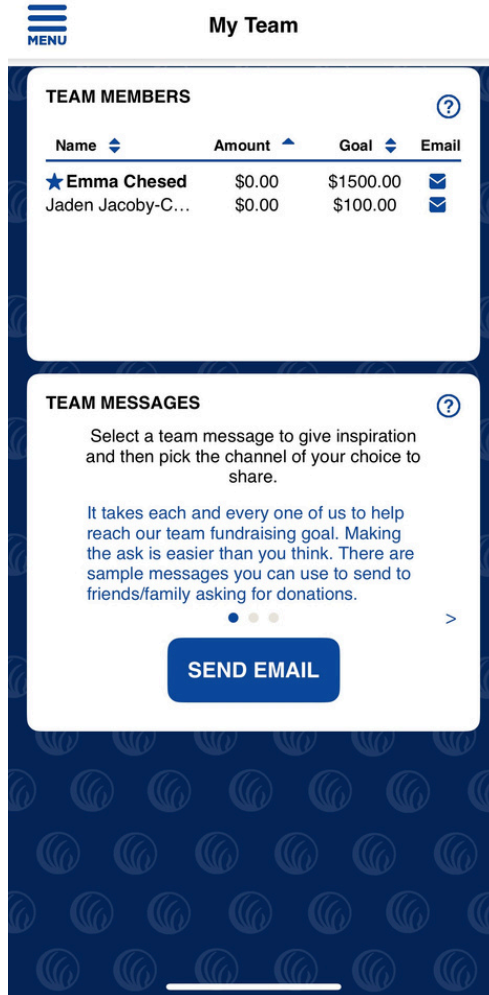 My Team
MENU
TEAM MEMBERS
?
Name Amount Goal Email
Emma Chesed $0.00 $1500.00
Jaden Jacoby-C... $0.00 $100.00
TEAM MESSAGES
?
Select a team message to give inspiration
and then pick the channel of your choice to
share.
It takes each and every one of us to help
reach our team fundraising goal. Making
the ask is easier than you think. There are
sample messages you can use to send to
friends/family asking for donations.
>
SEND EMAIL